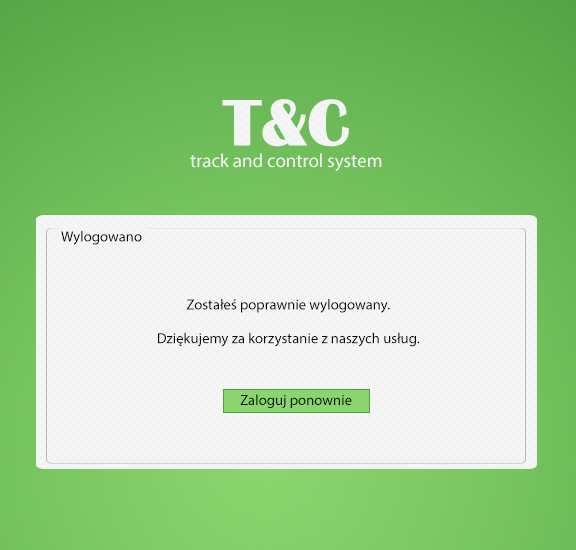 T&C
track and control system
Wylogowano
Zostałeś poprawnie wylogowany.
Dziękujemy za korzystanie z naszych usług.
Zaloguj ponownie